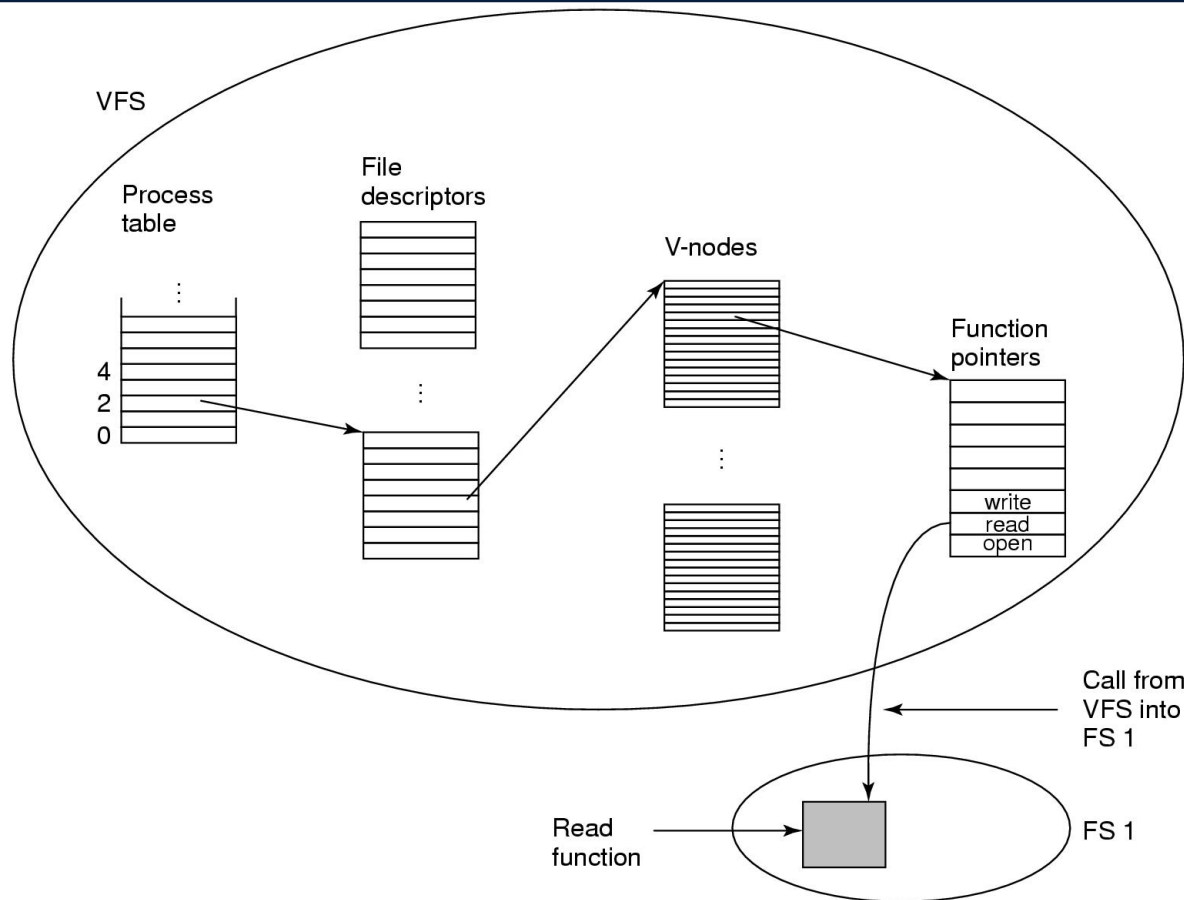 VFS
File
descriptors
Process
table
V-nodes
Function
pointers
4
2
0
write
read
open
Call from
VFS into
FS 1
Read
function
FS 1